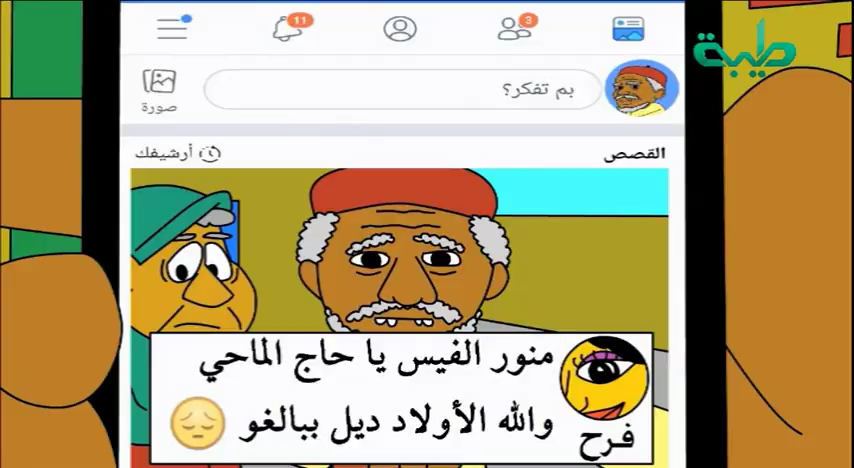 11
3
طيبة
بم تفكر؟
صورة
القصص
أرشيفك
منور الفيس يا حاج الماحي
والله الأولاد ديل ببالغو
فرح